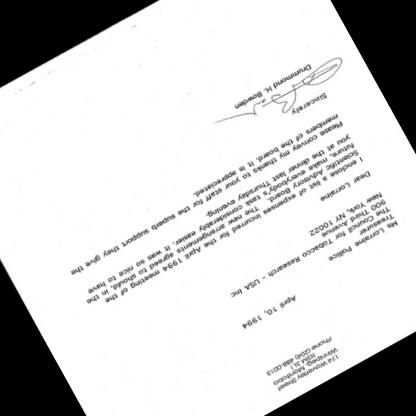 174 Waverley Street
Winnipeg, Manitoba
R3M 3L1
Phone (204) 488-0013
April 10, 1994
Ms Lorraine Pollice
Treasurer
The Council for Tobacco Research - USA Inc
900 Third Avenue
New York, NY 10022
Dear Lorraine
I enclose a list of expenses incurred for the April 1994 meeting of the
Scientific Advisory Board. The new arrangements agreed to should, in the
future, make everybody's task considerably easier. It was so nice to have
you at the dinner last Thursday evening.
Please convey my thanks to your staff for the superb support they give the
members of the board. It is appreciated.
Sincerely
Drummond H. Bowden